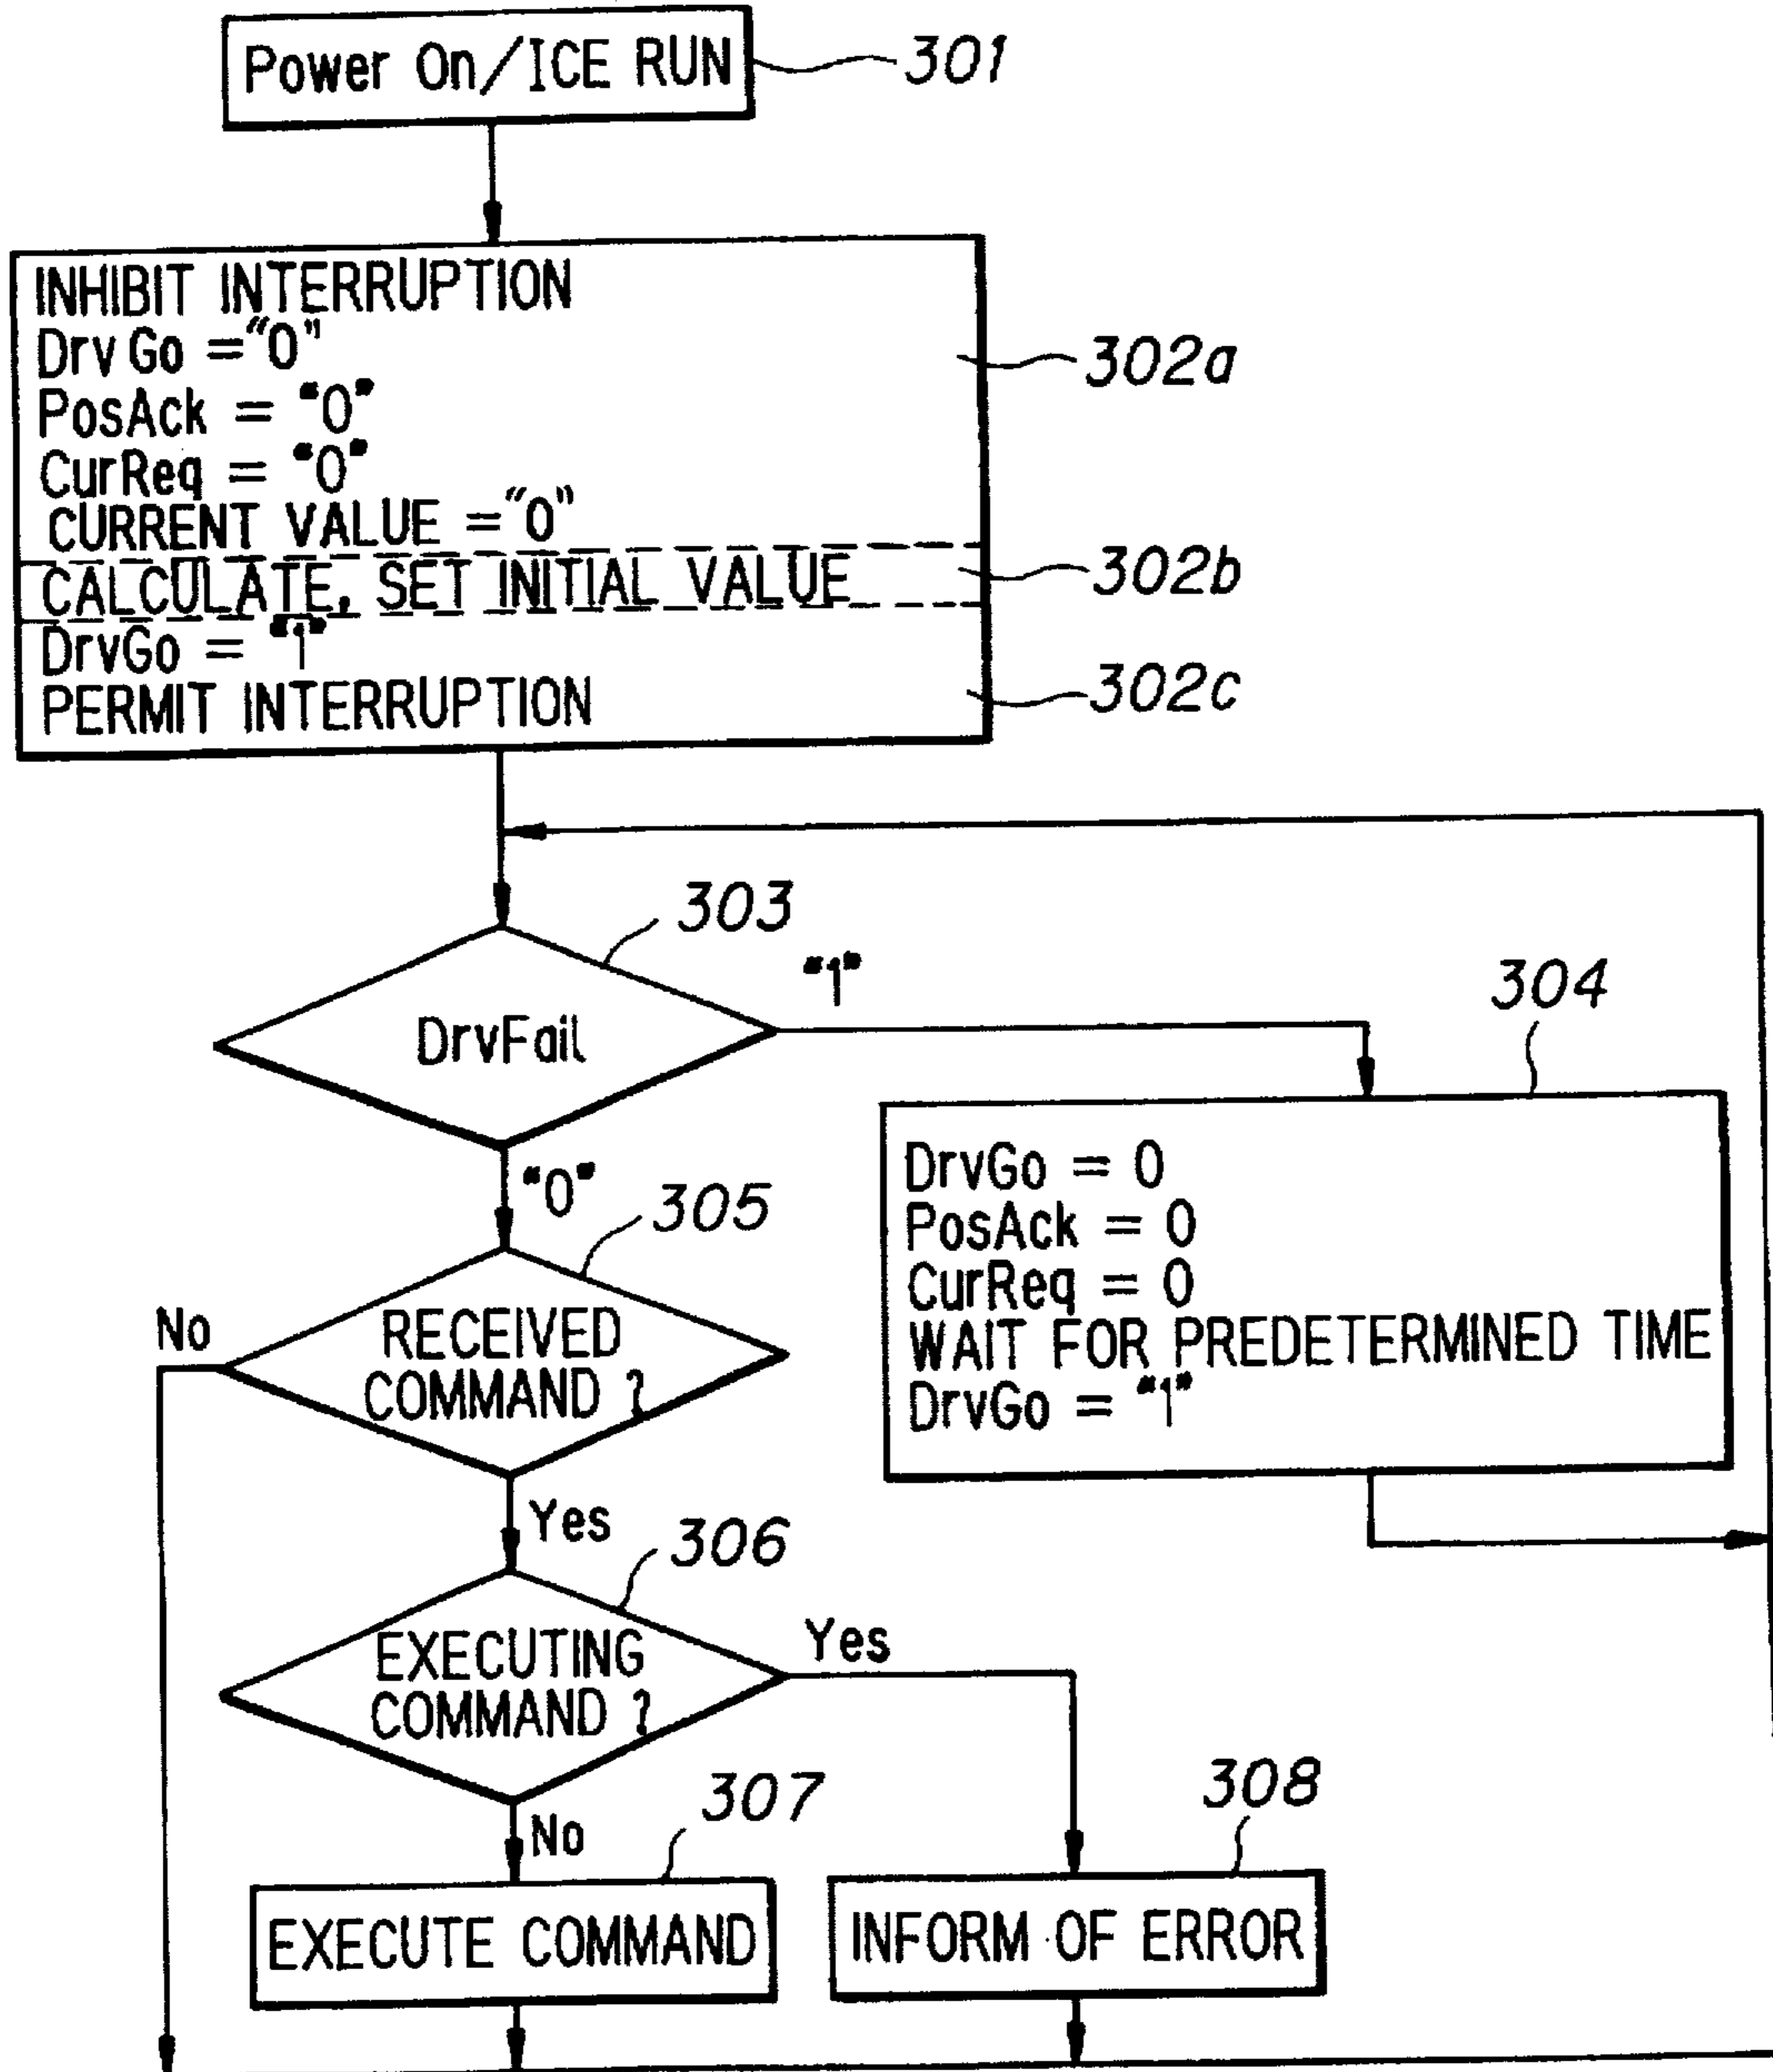 Power On/ICE RUN
301
INHIBIT INTERRUPTION
Drv Go = "0"
302a
PosAck = "0"
CurReq = "0"
CURRENT VALUE = "0"
CALCULATE, SET INITIAL VALUE
302b
DrvGo = "1"
PERMIT INTERRUPTION
302c
303
DrvFail
"1"
304
DrvGo = 0
PosAck = 0
CurReq = 0
WAIT FOR PREDETERMINED TIME
DrvGo = "1"
"0"
305
No
RECEIVED
COMMAND ?
Yes
306
EXECUTING
COMMAND ?
Yes
No
307
308
EXECUTE COMMAND
INFORM OF ERROR